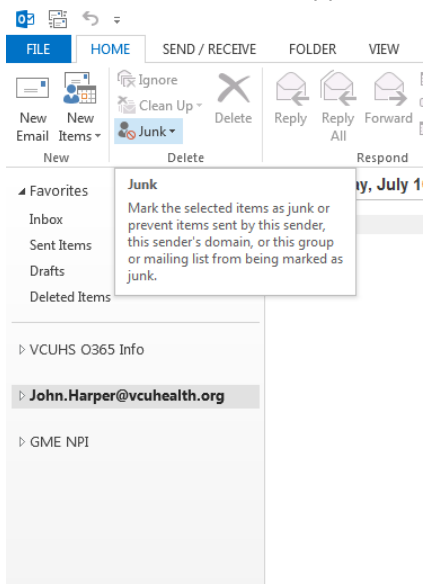 FILE HOME SEND / RECEIVE FOLDER VIEW
Ignore
Clean Up
Junk
New Email
New Items
Delete
Reply
Reply All
Forward
New Delete Respond
Junk
Mark the selected items as junk or
prevent items sent by this sender,
this sender's domain, or this group
or mailing list from being marked as
junk.
Favorites
Inbox
Sent Items
Drafts
Deleted Items
VCUHS O365 Info
John.Harper@vcuhealth.org
GME NPI
July